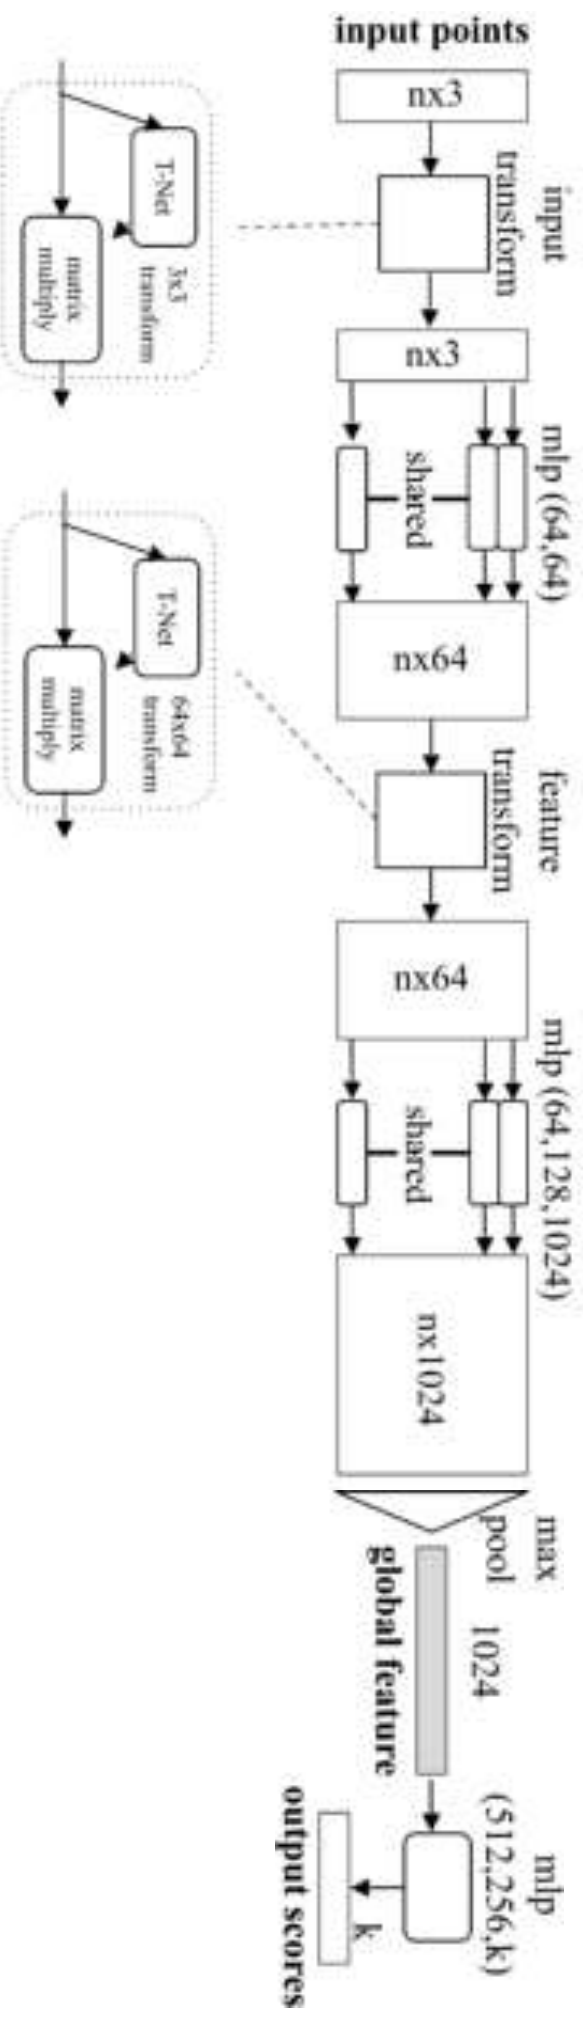 input points
nx3
input
transform
nx3
mlp (64,64)
shared
nx64
feature
transform
nx64
mlp (64,128,1024)
shared
nx1024
max
pool
1024
global feature
mlp
(512,256,k)
k
output scores
T-Net
3x3
transform
matrix
multiply
T-Net
64x64
transform
matrix
multiply